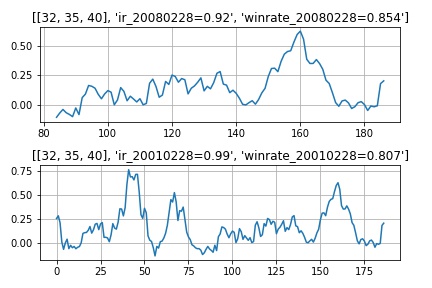 [[32, 35, 40], 'ir_20080228=0.92', 'winrate_20080228=0.854']
0.50
0.25
0.00
80 100 120 140 160 180
[[32, 35, 40], 'ir_20010228=0.99', 'winrate_20010228=0.807']
0.75
0.50
0.25
0.00
0 25 50 75 100 125 150 175